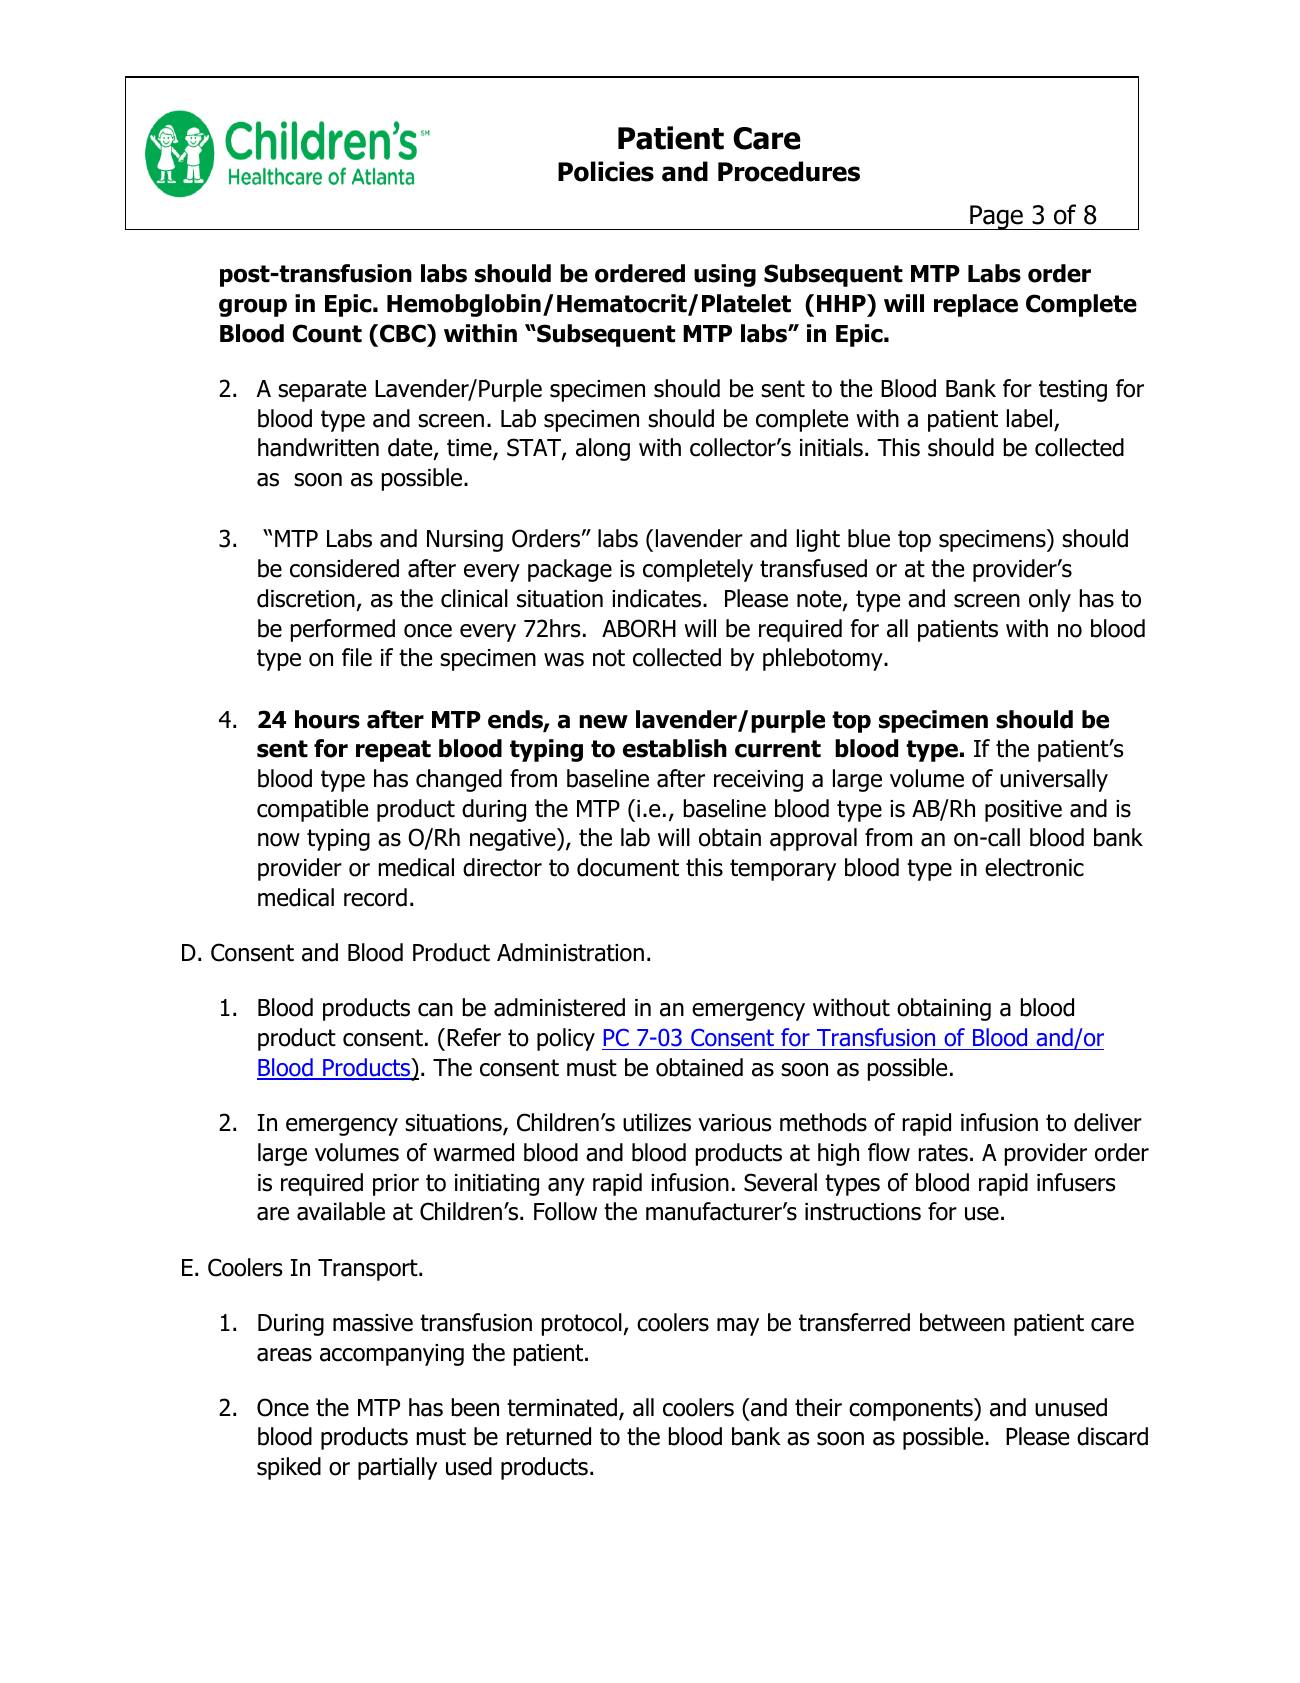 Children's SM
Healthcare of Atlanta
Patient Care
Policies and Procedures
Page 3 of 8
post-transfusion labs should be ordered using Subsequent MTP Labs order
group in Epic. Hemobglobin/Hematocrit/Platelet  (HHP) will replace Complete
Blood Count (CBC) within “Subsequent MTP labs” in Epic.
2. A separate Lavender/Purple specimen should be sent to the Blood Bank for testing for
blood type and screen. Lab specimen should be complete with a patient label,
handwritten date, time, STAT, along with collector’s initials. This should be collected
as  soon as possible.
3.  “MTP Labs and Nursing Orders” labs (lavender and light blue top specimens) should
be considered after every package is completely transfused or at the provider’s
discretion, as the clinical situation indicates.  Please note, type and screen only has to
be performed once every 72hrs.  ABORH will be required for all patients with no blood
type on file if the specimen was not collected by phlebotomy.
4. 24 hours after MTP ends, a new lavender/purple top specimen should be
sent for repeat blood typing to establish current  blood type. If the patient’s
blood type has changed from baseline after receiving a large volume of universally
compatible product during the MTP (i.e., baseline blood type is AB/Rh positive and is
now typing as O/Rh negative), the lab will obtain approval from an on-call blood bank
provider or medical director to document this temporary blood type in electronic
medical record.
D. Consent and Blood Product Administration.
1. Blood products can be administered in an emergency without obtaining a blood
product consent. (Refer to policy PC 7-03 Consent for Transfusion of Blood and/or
Blood Products). The consent must be obtained as soon as possible.
2. In emergency situations, Children’s utilizes various methods of rapid infusion to deliver
large volumes of warmed blood and blood products at high flow rates. A provider order
is required prior to initiating any rapid infusion. Several types of blood rapid infusers
are available at Children’s. Follow the manufacturer’s instructions for use.
E. Coolers In Transport.
1. During massive transfusion protocol, coolers may be transferred between patient care
areas accompanying the patient.
2. Once the MTP has been terminated, all coolers (and their components) and unused
blood products must be returned to the blood bank as soon as possible.  Please discard
spiked or partially used products.